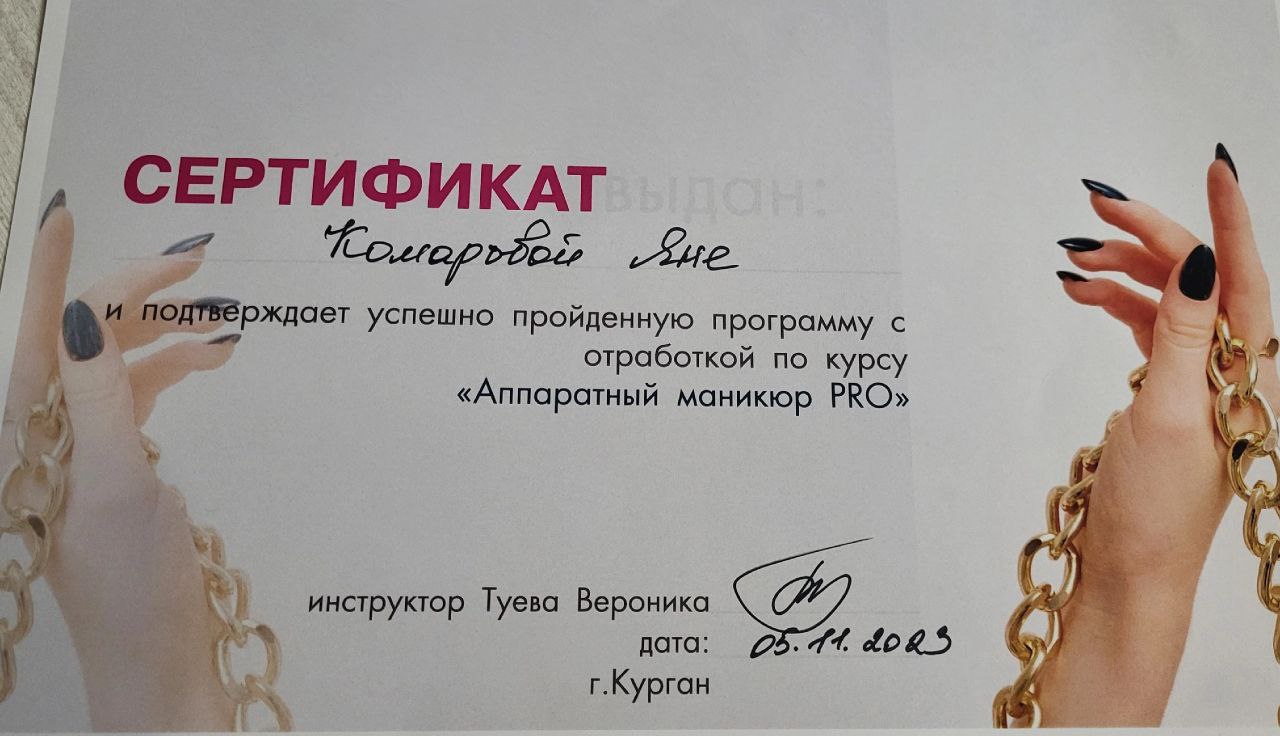 СЕРТИФИКАТ выдан:
Комаровой Яне
и подтверждает успешно пройденную программу с
отработкой по курсу
«Аппаратный маникюр PRO»
инструктор Туева Вероника
дата: 05.11.2023
г.Курган